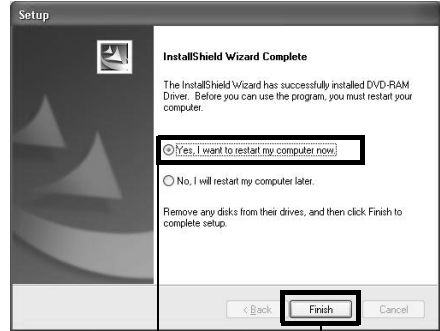 Setup
InstallShield Wizard Complete
The InstallShield Wizard has successfully installed DVD-RAM
Driver. Before you can use the program, you must restart your
computer.
Yes, I want to restart my computer now.
No, I will restart my computer later.
Remove any disks from their drives, and then click Finish to
complete setup.
< Back Finish Cancel